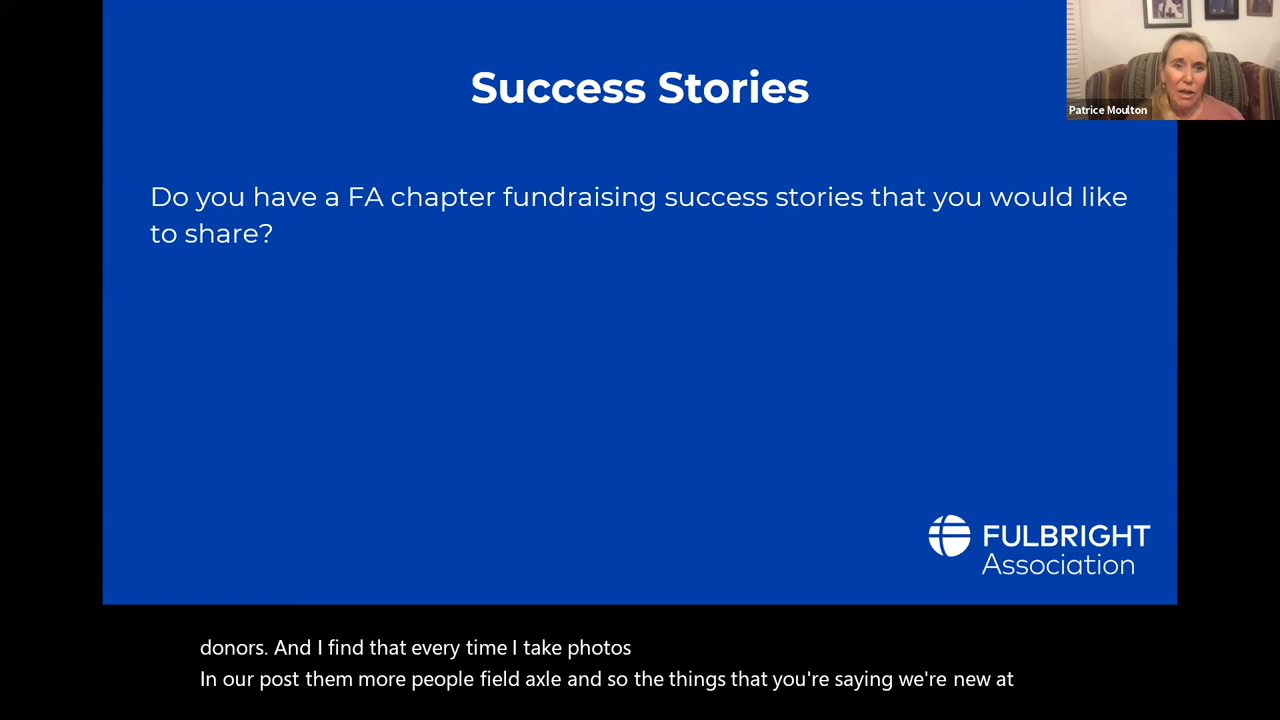 Success Stories
Patrice Moulton
Do you have a FA chapter fundraising success stories that you would like
to share?
FULBRIGHT
Association
donors. And I find that every time I take photos
In our post them more people field axle and so the things that you're saying we're new at